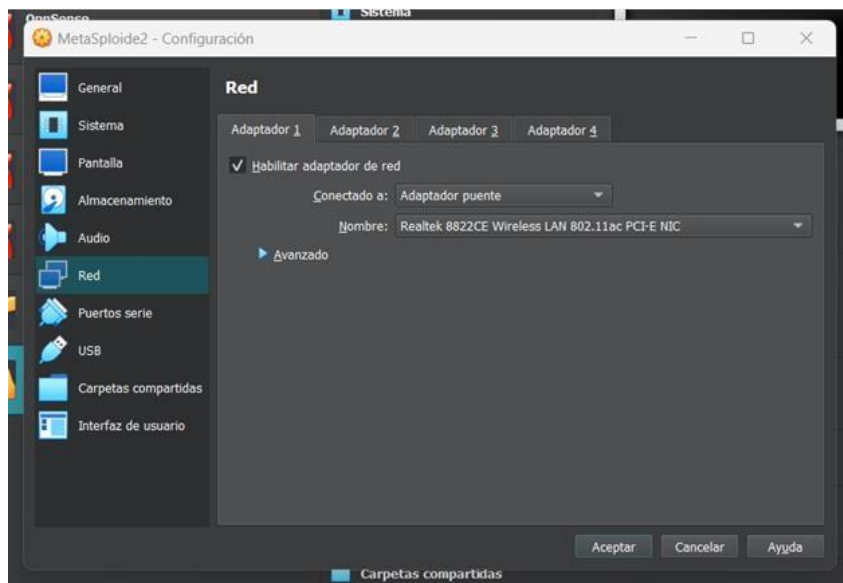 OpnSense
Sistema
MetaSploide2 - Configuración
General
Sistema
Pantalla
Almacenamiento
Audio
Red
Puertos serie
USB
Carpetas compartidas
Interfaz de usuario
Red
Adaptador 1 Adaptador 2 Adaptador 3 Adaptador 4
Habilitar adaptador de red
Conectado a: Adaptador puente
Nombre: Realtek 8822CE Wireless LAN 802.11ac PCI-E NIC
Avanzado
Aceptar Cancelar Ayuda
Carpetas compartidas